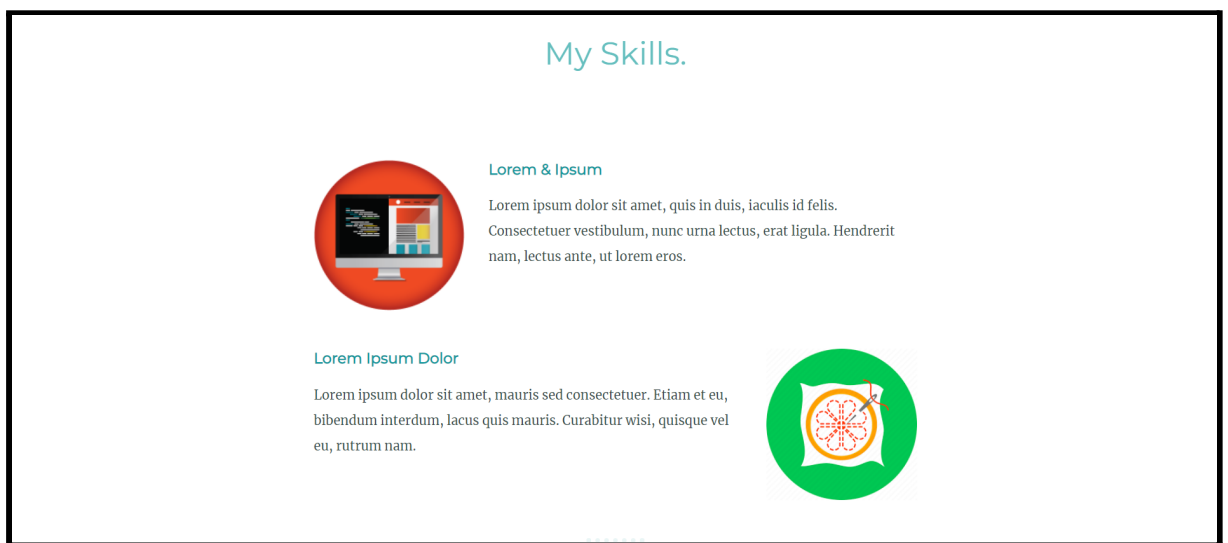 My Skills.
Lorem & Ipsum
Lorem ipsum dolor sit amet, quis in duis, iaculis id felis.
Consectetuer vestibulum, nunc urna lectus, erat ligula. Hendrerit
nam, lectus ante, ut lorem eros.
Lorem Ipsum Dolor
Lorem ipsum dolor sit amet, mauris sed consectetuer. Etiam et eu,
bibendum interdum, lacus quis mauris. Curabitur wisi, quisque vel
eu, rutrum nam.